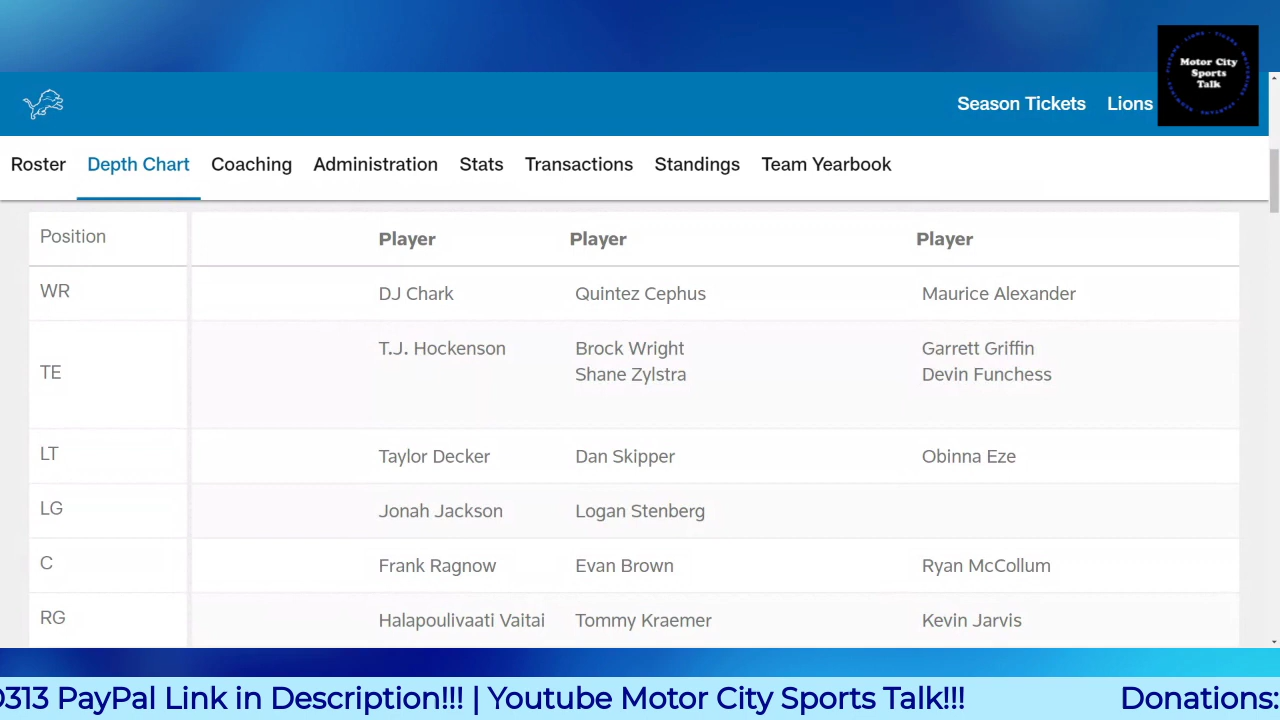 Motor City
Sports
Talk
Season Tickets Lions
Roster Depth Chart Coaching Administration Stats Transactions Standings Team Yearbook
Position Player Player Player
WR DJ Chark Quintez Cephus Maurice Alexander
TE T.J. Hockenson Brock Wright Garrett Griffin
Shane Zylstra Devin Funchess
LT Taylor Decker Dan Skipper Obinna Eze
LG Jonah Jackson Logan Stenberg
C Frank Ragnow Evan Brown Ryan McCollum
RG Halapoulivaati Vaitai Tommy Kraemer Kevin Jarvis
313 PayPal Link in Description!!! | Youtube Motor City Sports Talk!!! Donations: